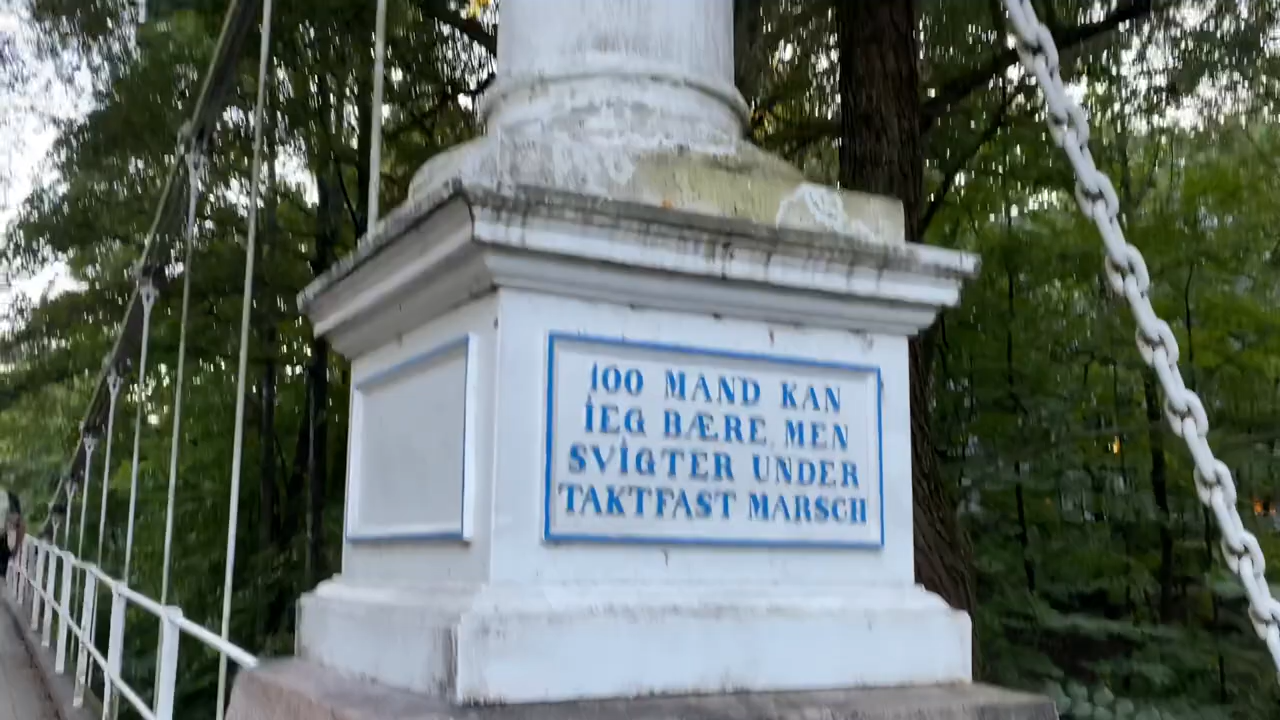 100 MAND KAN
IEG BÆRE, MEN
SVIGTER UNDER
TAKTFAST MARSCH